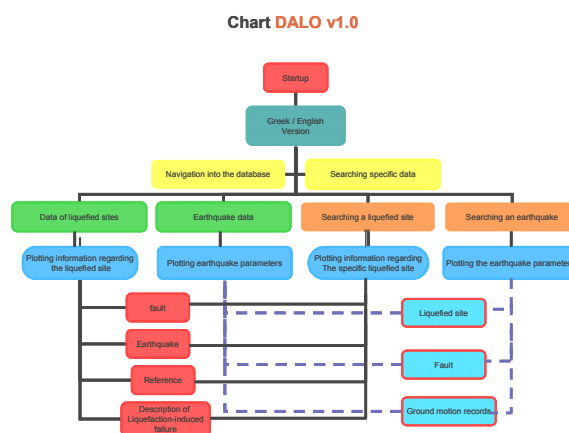 Chart DALO v1.0
Startup
Greek / English
Version
Navigation into the database
Searching specific data
Data of liquefied sites
Earthquake data
Searching a liquefied site
Searching an earthquake
Plotting information regarding
the liquefied site
Plotting earthquake parameters
Plotting information regarding
The specific liquefied site
Plotting the earthquake parameter
fault
Liquefied site
Earthquake
Fault
Reference
Description of
Liquefaction-induced
failure
Ground motion records